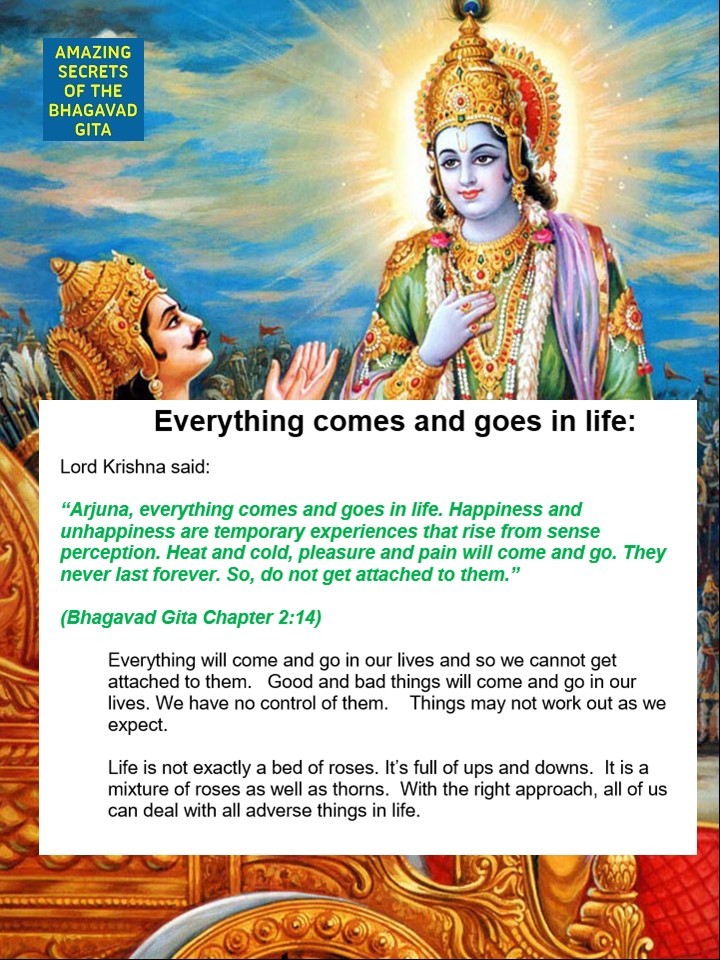 AMAZING
SECRETS
OF THE
BHAGAVAD
GITA
Everything comes and goes in life:
Lord Krishna said:
“Arjuna, everything comes and goes in life. Happiness and
unhappiness are temporary experiences that rise from sense
perception. Heat and cold, pleasure and pain will come and go. They
never last forever. So, do not get attached to them.”
(Bhagavad Gita Chapter 2:14)
Everything will come and go in our lives and so we cannot get
attached to them.   Good and bad things will come and go in our
lives. We have no control of them.    Things may not work out as we
expect.
Life is not exactly a bed of roses. It’s full of ups and downs.  It is a
mixture of roses as well as thorns.  With the right approach, all of us
can deal with all adverse things in life.